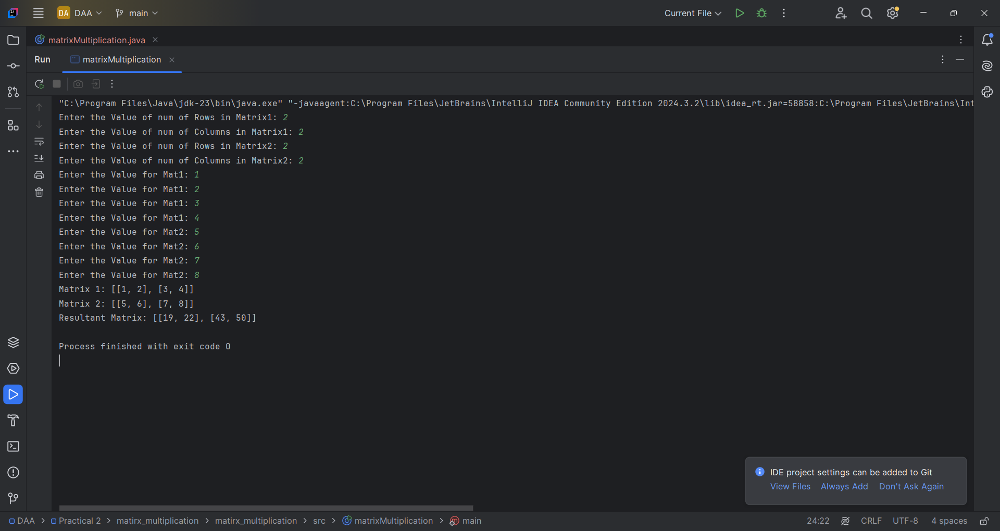 DA DAA main Current File
matrixMultiplication.java
Run matrixMultiplication
"C:\Program Files\Java\jdk-23\bin\java.exe" "-javaagent:C:\Program Files\JetBrains\IntelliJ IDEA Community Edition 2024.3.2\lib\idea_rt.jar=58858:C:\Program Files\JetBrains\Int
Enter the Value of num of Rows in Matrix1: 2
Enter the Value of num of Columns in Matrix1: 2
Enter the Value of num of Rows in Matrix2: 2
Enter the Value of num of Columns in Matrix2: 2
Enter the Value for Mat1: 1
Enter the Value for Mat1: 2
Enter the Value for Mat1: 3
Enter the Value for Mat1: 4
Enter the Value for Mat2: 5
Enter the Value for Mat2: 6
Enter the Value for Mat2: 7
Enter the Value for Mat2: 8
Matrix 1: [[1, 2], [3, 4]]
Matrix 2: [[5, 6], [7, 8]]
Resultant Matrix: [[19, 22], [43, 50]]
Process finished with exit code 0
IDE project settings can be added to Git
View Files Always Add Don't Ask Again
DAA > Practical 2 > matirx_multiplication > matirx_multiplication > src > matrixMultiplication > main 24:22 CRLF UTF-8 4 spaces